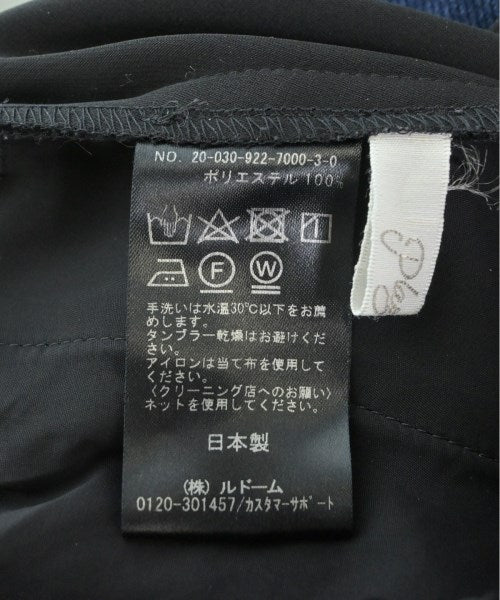 NO. 20-030-922-7000-3-0
ポリエステル 100%
F W
手洗いは水温30℃以下をお薦
めします。
タンブラー乾燥はお避けくだ
さい。
アイロンは当て布を使用して
ください。
〈クリーニング店へのお願い〉
ネットを使用してください。
日本製
(株) ルドーム
0120-301457/カスタマーサポート